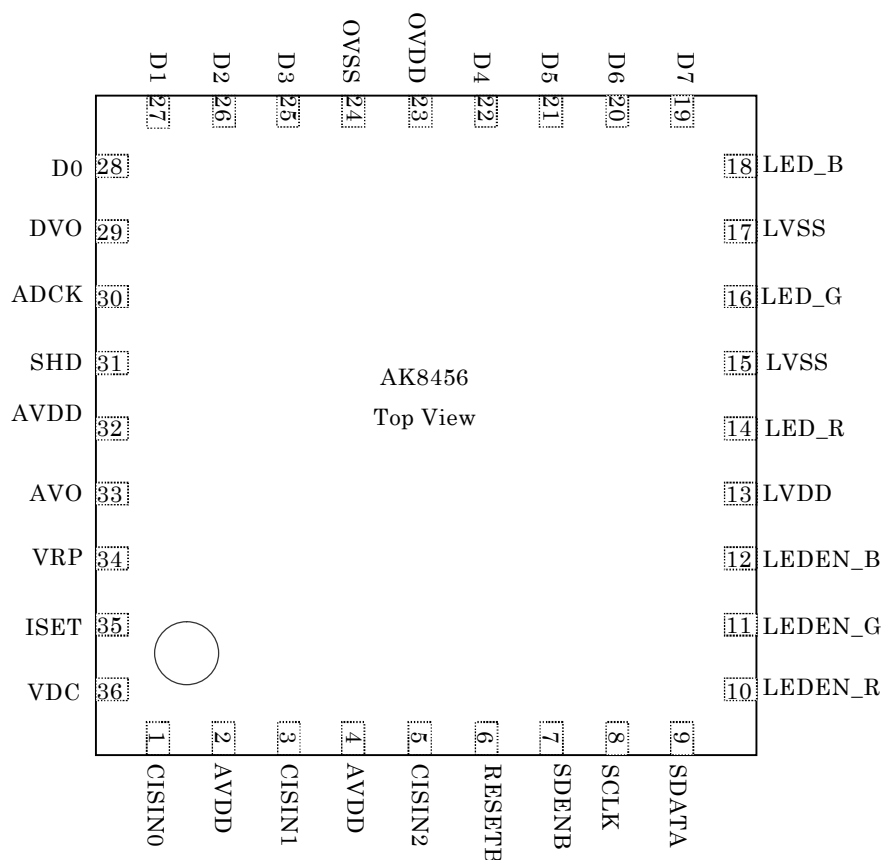 D1 27
D2 26
D3 25
OVSS 24
OVDD 23
D4 22
D5 21
D6 20
D7 19
D0 28
DVO 29
ADCK 30
SHD 31
AVDD 32
AVO 33
VRP 34
ISET 35
VDC 36
AK8456
Top View
18 LED_B
17 LVSS
16 LED_G
15 LVSS
14 LED_R
13 LVDD
12 LEDEN_B
11 LEDEN_G
10 LEDEN_R
1 CISIN0
2 AVDD
3 CISIN1
4 AVDD
5 CISIN2
6 RESETB
7 SDENB
8 SCLK
9 SDATA